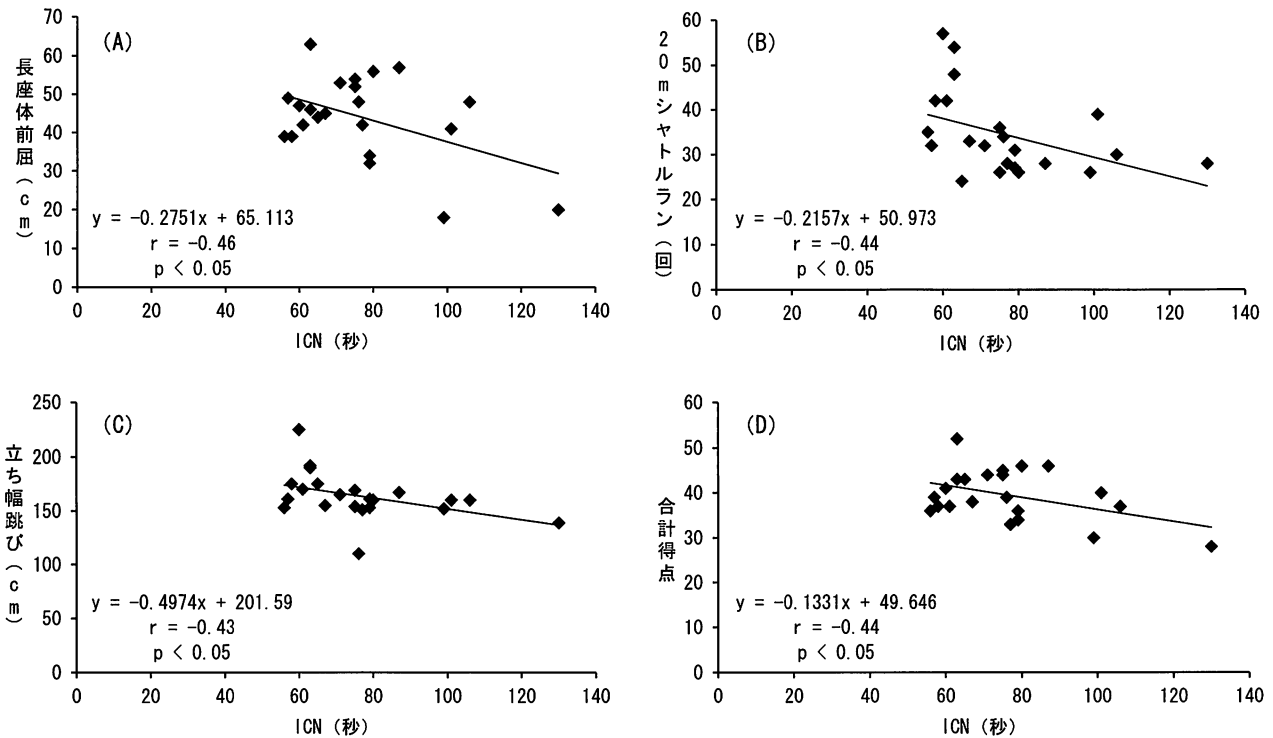 (A)
長座体前屈(cm)
70
60
50
40
30
20
10
0
y = -0.2751x + 65.113
r = -0.46
p < 0.05
0 20 40 60 80 100 120 140
ICN (秒)
(B)
20mシャトルラン(回)
60
50
40
30
20
10
0
y = -0.2157x + 50.973
r = -0.44
p < 0.05
0 20 40 60 80 100 120 140
ICN (秒)
(C)
立ち幅跳び(cm)
250
200
150
100
50
0
y = -0.4974x + 201.59
r = -0.43
p < 0.05
0 20 40 60 80 100 120 140
ICN (秒)
(D)
合計得点
60
50
40
30
20
10
0
y = -0.1331x + 49.646
r = -0.44
p < 0.05
0 20 40 60 80 100 120 140
ICN (秒)